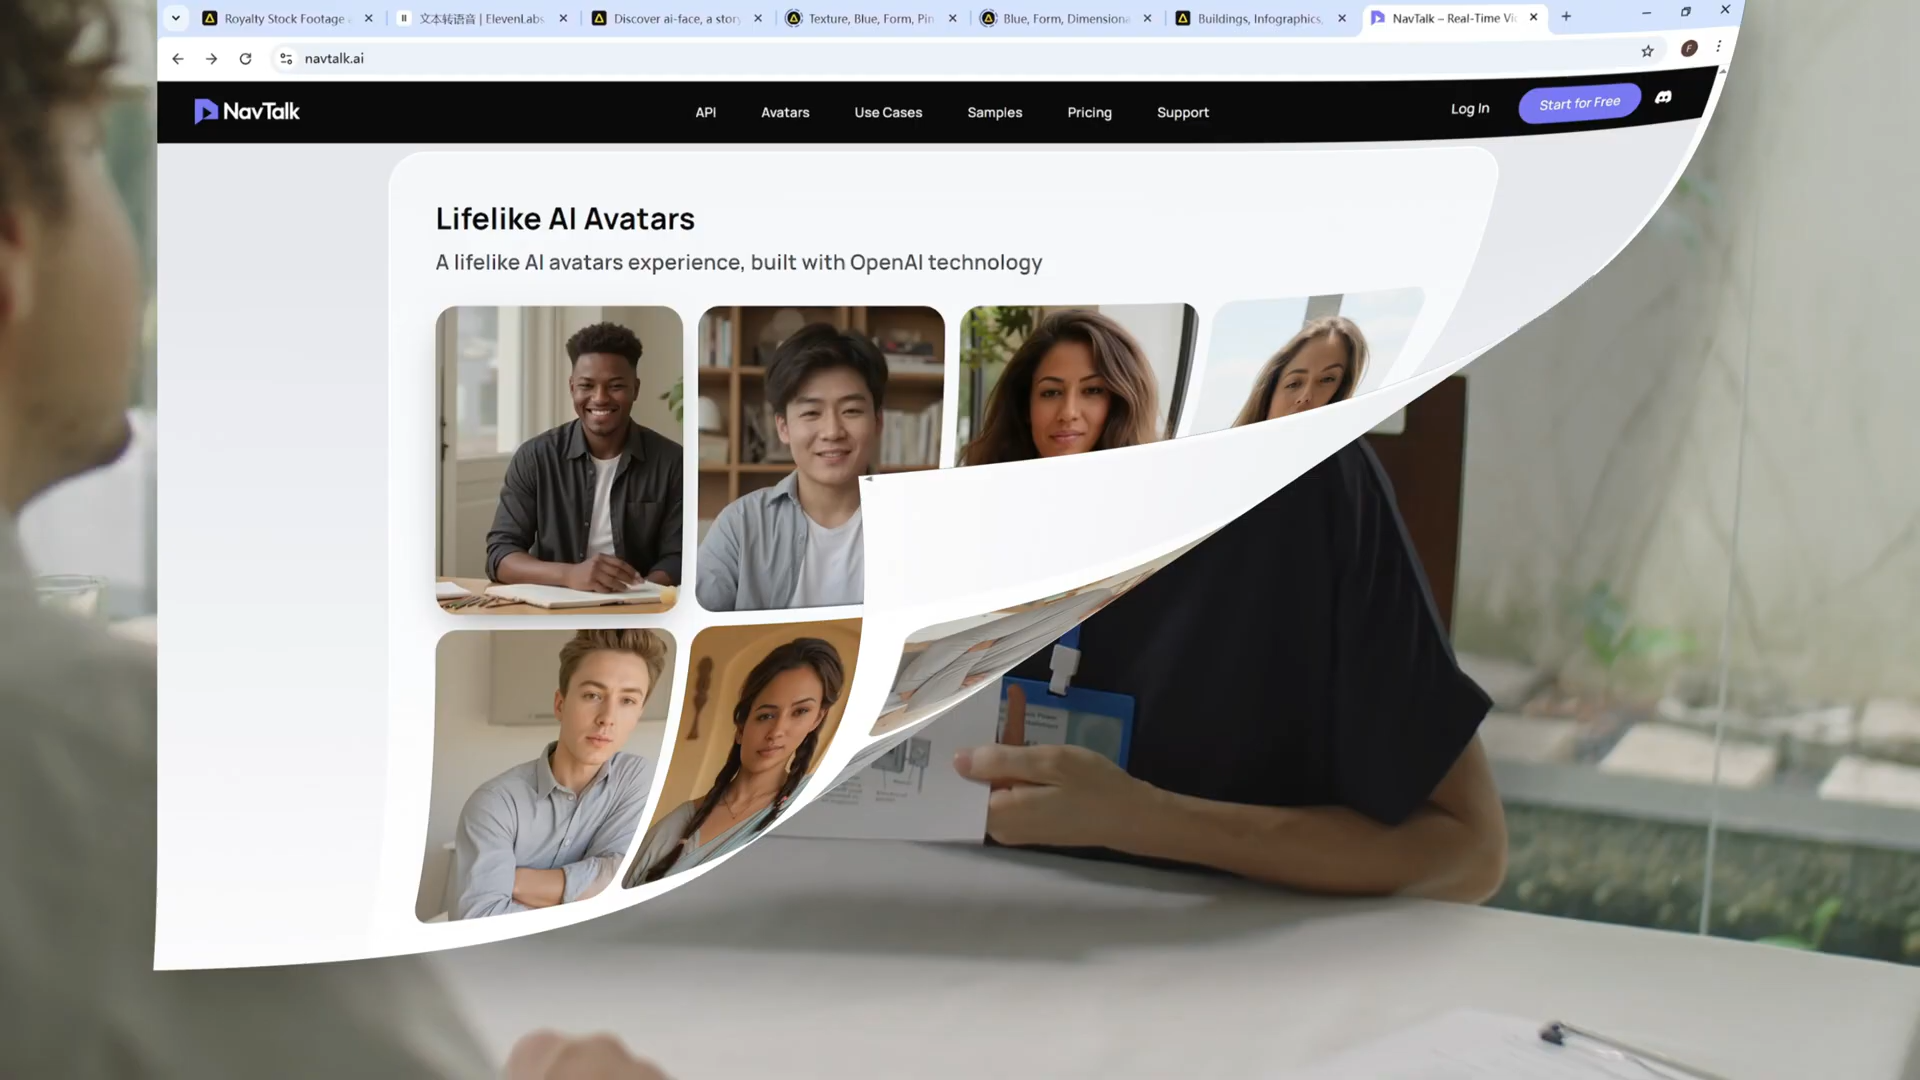 Royalty Stock Footage
文本转语音 | ElevenLabs
Discover ai-face, a story
Texture, Blue, Form, Pin
Blue, Form, Dimensiona
Buildings, Infographics,
NavTalk – Real-Time Vi
navtalk.ai
F
NavTalk
API
Avatars
Use Cases
Samples
Pricing
Support
Log In
Start for Free
Lifelike AI Avatars
A lifelike AI avatars experience, built with OpenAI technology